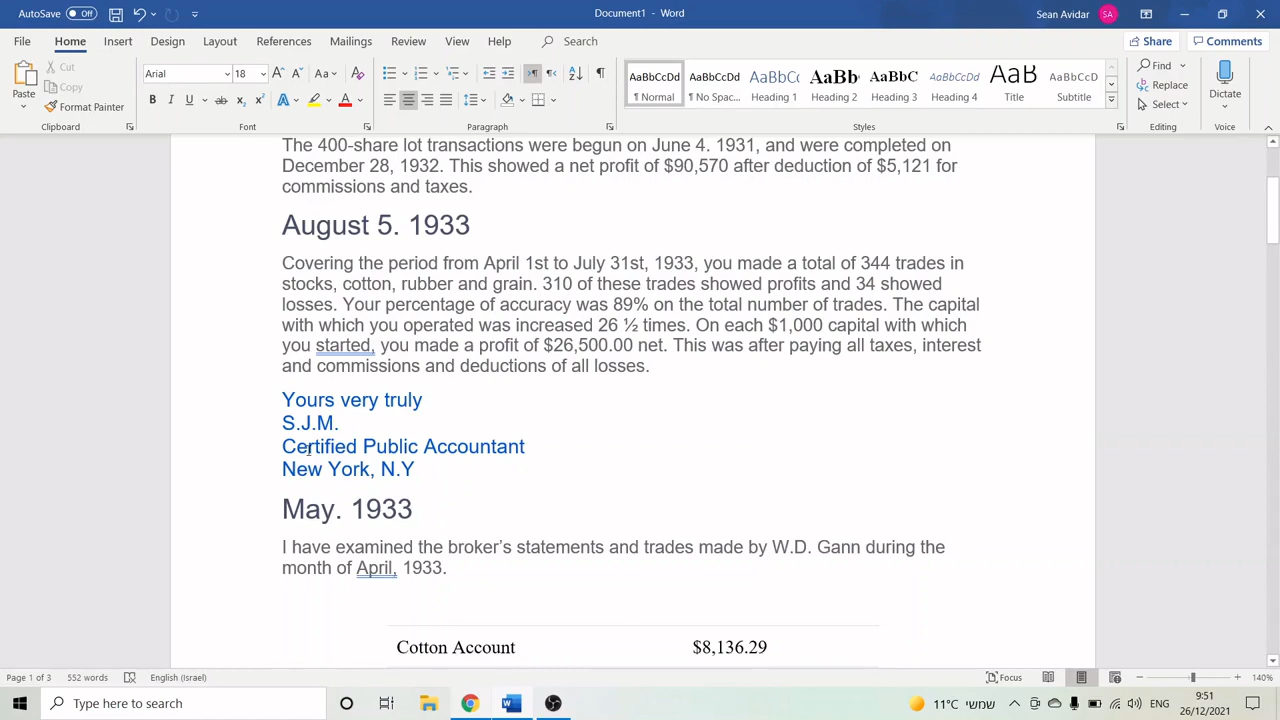 AutoSave Off
Document1 - Word
Sean Avidar SA
File Home Insert Design Layout References Mailings Review View Help Search Share Comments
Paste Cut Copy Format Painter
Clipboard
Arial 18
Font
Paragraph
AaBbCcDd AaBbCcDd AaBbCc AaBb AaBbC AaBbCcDd AaB AaBbCcDd
¶ Normal ¶ No Spac... Heading 1 Heading 2 Heading 3 Heading 4 Title Subtitle
Styles
Find
Replace
Select
Editing
Dictate
Voice
The 400-share lot transactions were begun on June 4. 1931, and were completed on
December 28, 1932. This showed a net profit of $90,570 after deduction of $5,121 for
commissions and taxes.
August 5. 1933
Covering the period from April 1st to July 31st, 1933, you made a total of 344 trades in
stocks, cotton, rubber and grain. 310 of these trades showed profits and 34 showed
losses. Your percentage of accuracy was 89% on the total number of trades. The capital
with which you operated was increased 26 ½ times. On each $1,000 capital with which
you started, you made a profit of $26,500.00 net. This was after paying all taxes, interest
and commissions and deductions of all losses.
Yours very truly
S.J.M.
Certified Public Accountant
New York, N.Y
May. 1933
I have examined the broker’s statements and trades made by W.D. Gann during the
month of April, 1933.
Cotton Account $8,136.29
Page 1 of 3 552 words English (Israel) Focus 140%
Type here to search
11°C שמשי ENG 9:51
26/12/2021